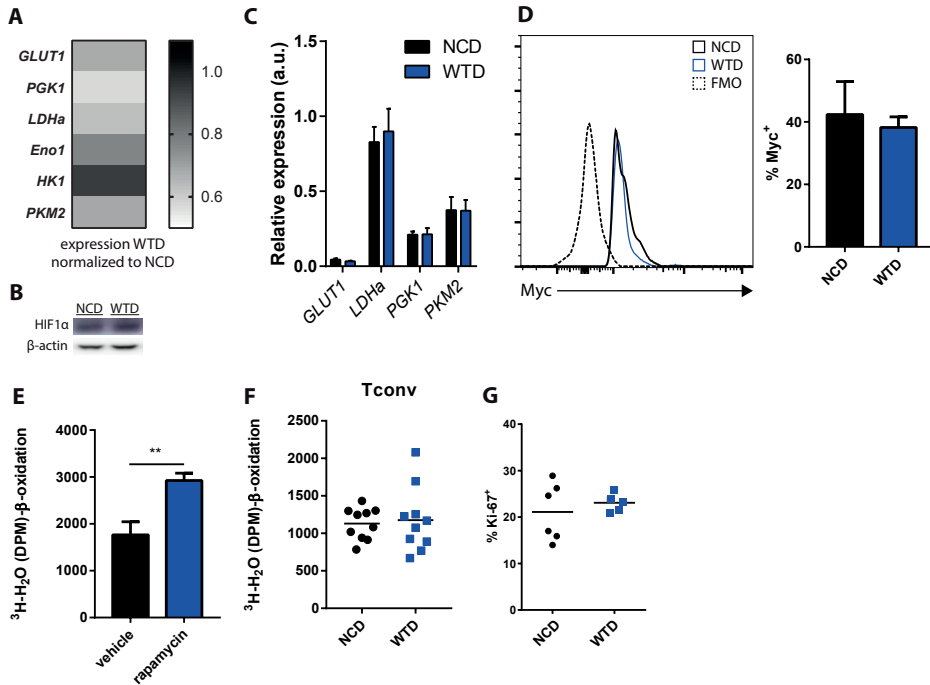 A
GLUT1
PGK1
LDHa
Eno1
HK1
PKM2
1.0
0.8
0.6
expression WTD
normalized to NCD
B
NCD WTD
HIF1α
β-actin
C
Relative expression (a.u.)
1.5
1.0
0.5
0.0
NCD
WTD
GLUT1
LDHa
PGK1
PKM2
D
NCD
WTD
FMO
Myc
% Myc⁺
60
40
20
0
NCD
WTD
E
³H-H₂O (DPM)-β-oxidation
4000
3000
2000
1000
0
**
vehicle
rapamycin
F
Tconv
³H-H₂O (DPM)-β-oxidation
2500
2000
1500
1000
500
0
NCD
WTD
G
% Ki-67⁺
40
30
20
10
0
NCD
WTD